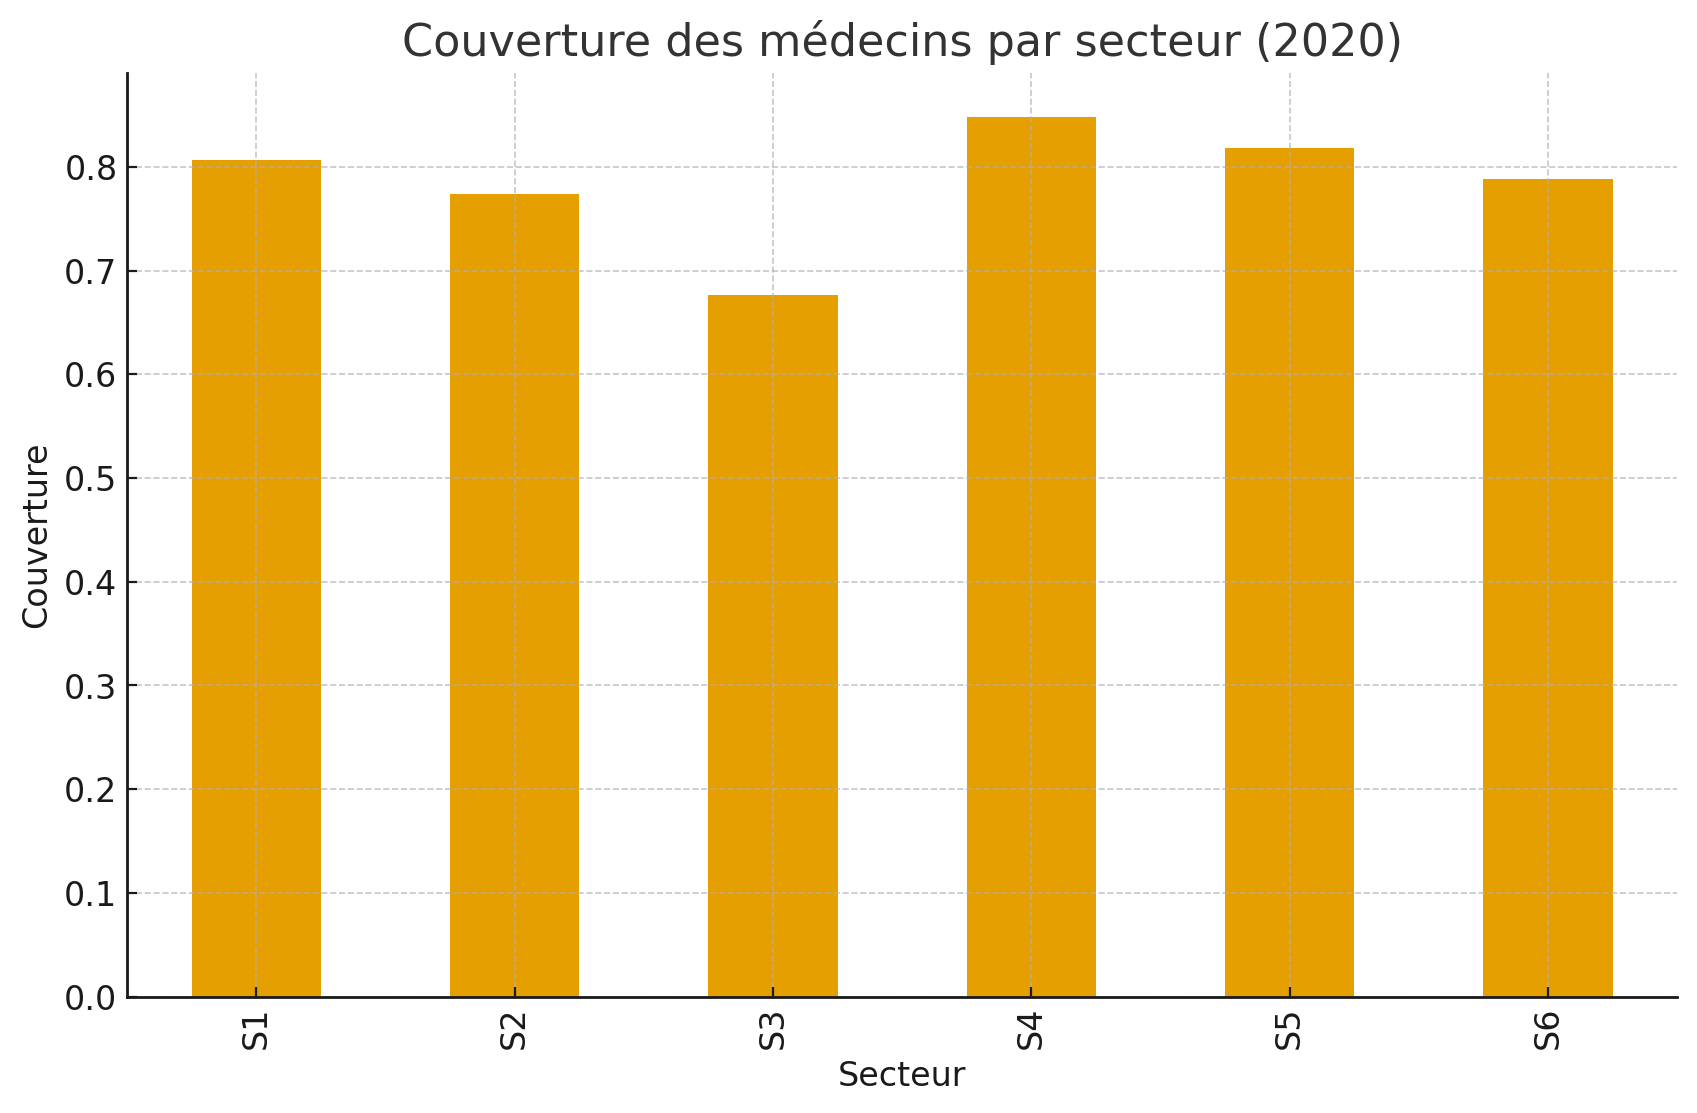 Couverture des médecins par secteur (2020)
Couverture
0.8
0.7
0.6
0.5
0.4
0.3
0.2
0.1
0.0
S1
S2
S3
S4
S5
S6
Secteur